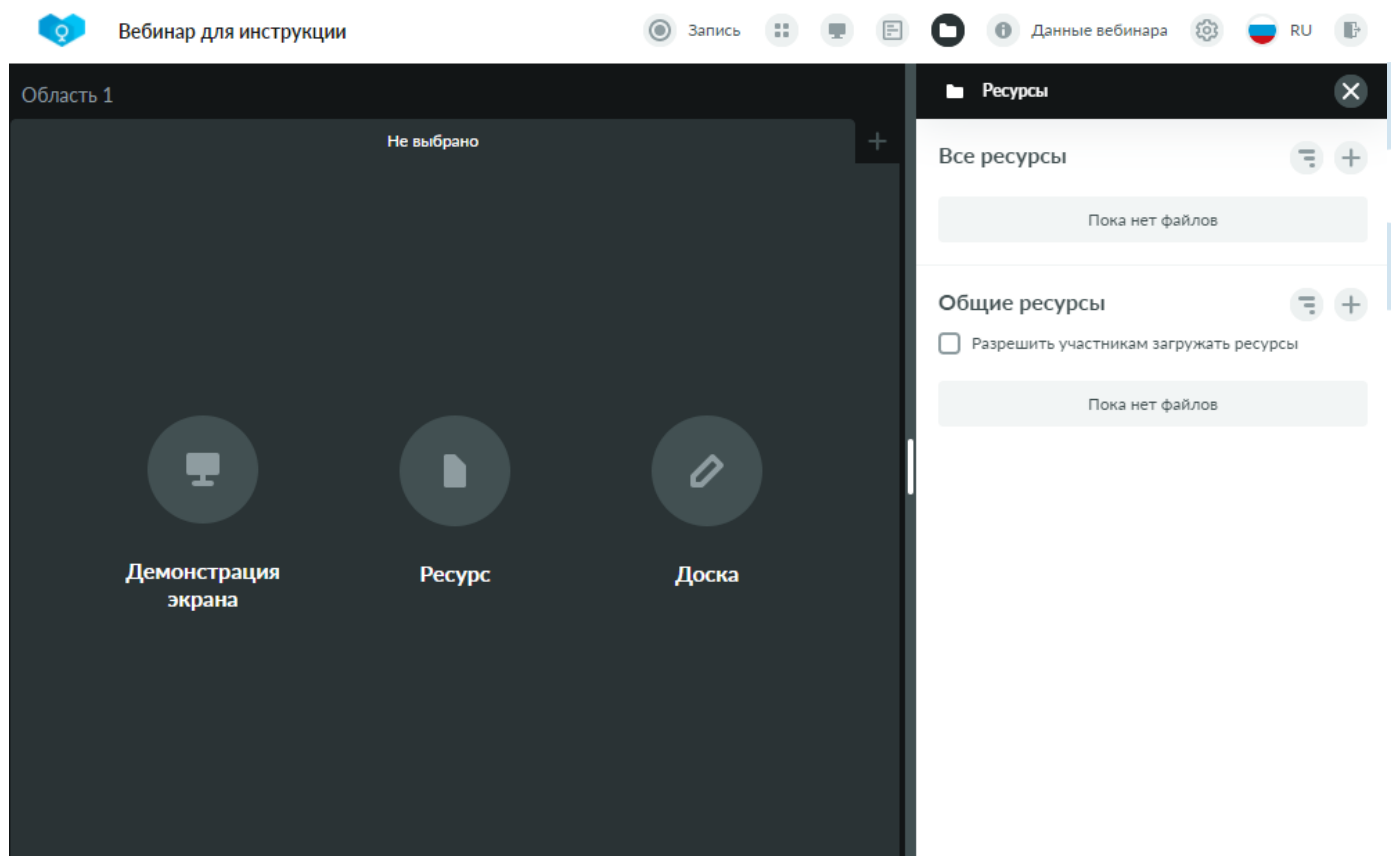 Вебинар для инструкции
Запись
Данные вебинара
RU
Область 1
Не выбрано
Демонстрация
экрана
Ресурс
Доска
Ресурсы
Все ресурсы
Пока нет файлов
Общие ресурсы
Разрешить участникам загружать ресурсы
Пока нет файлов